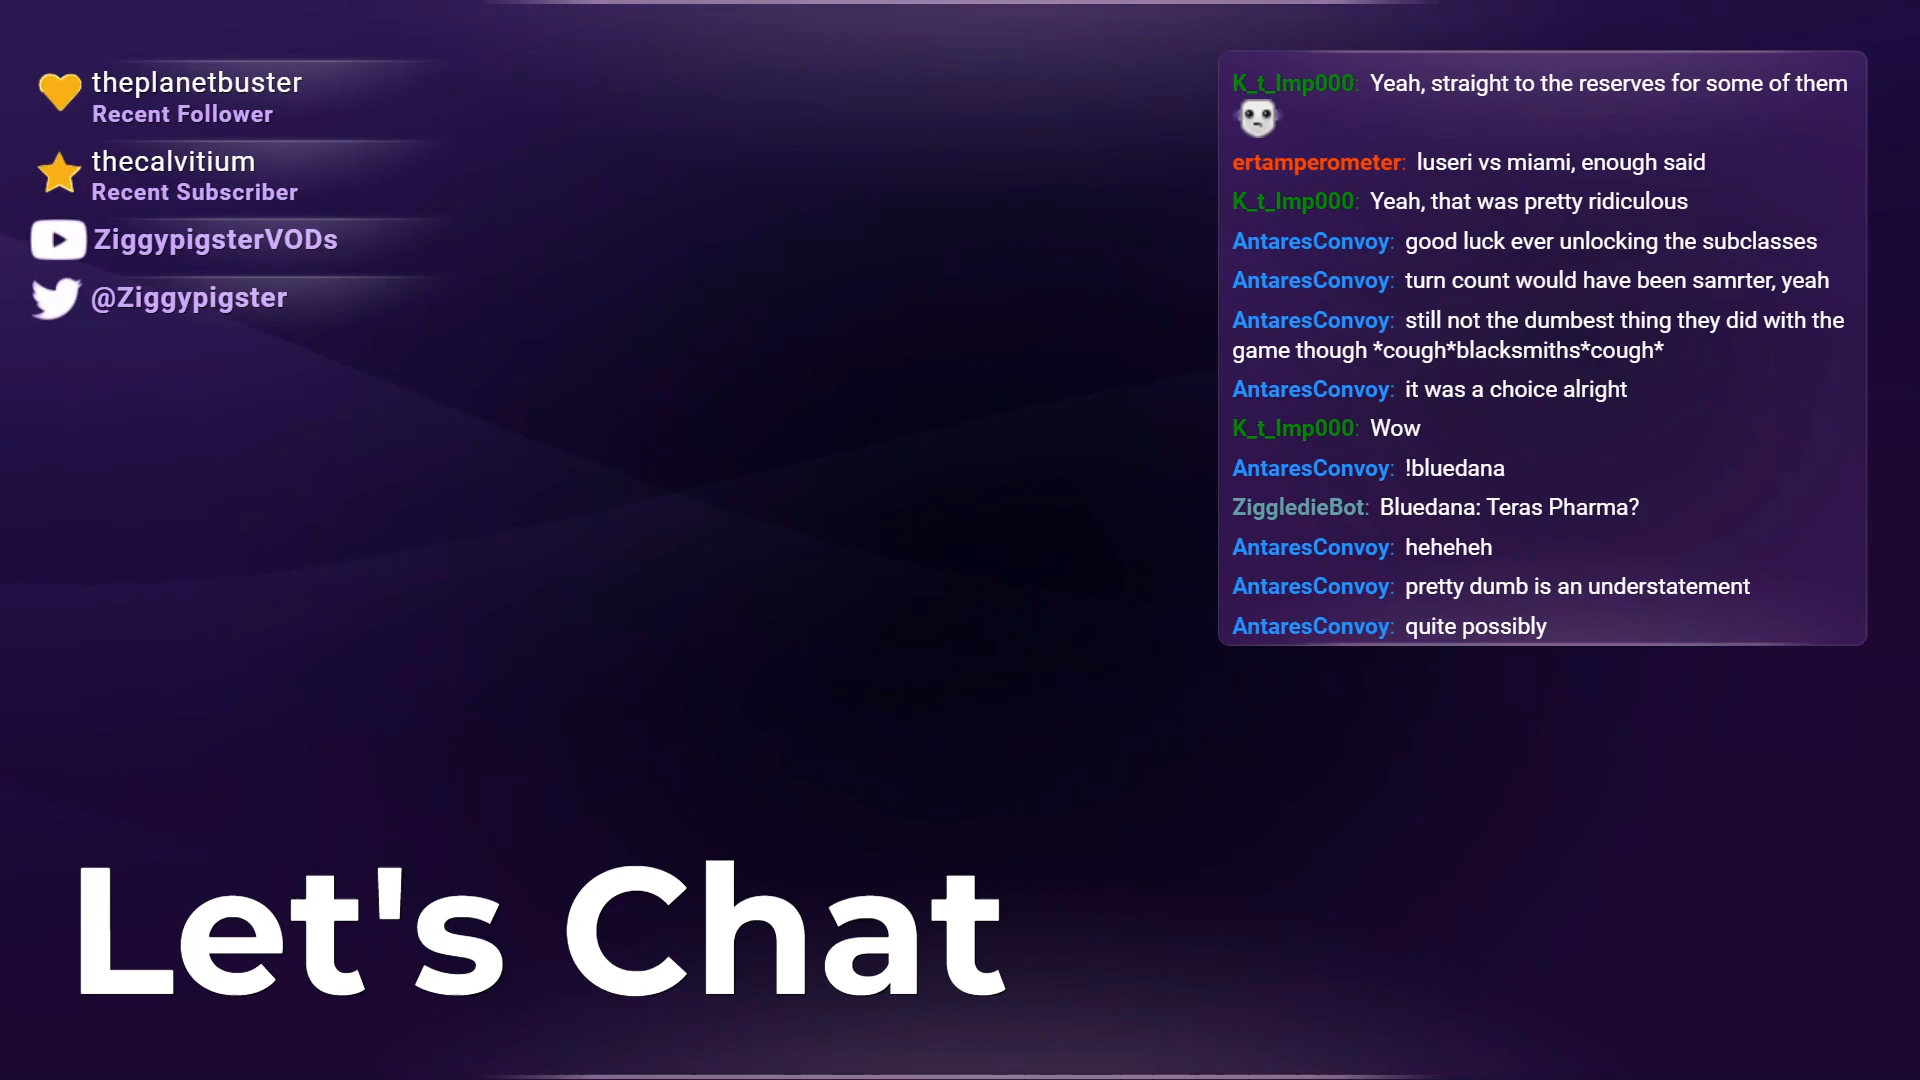 theplanetbuster
Recent Follower
thecalvitium
Recent Subscriber
ZiggypigsterVODs
@Ziggypigster
K_t_Imp000: Yeah, straight to the reserves for some of them
ertamperometer: luseri vs miami, enough said
K_t_Imp000: Yeah, that was pretty ridiculous
AntaresConvoy: good luck ever unlocking the subclasses
AntaresConvoy: turn count would have been samrter, yeah
AntaresConvoy: still not the dumbest thing they did with the
game though *cough*blacksmiths*cough*
AntaresConvoy: it was a choice alright
K_t_Imp000: Wow
AntaresConvoy: !bluedana
ZiggledieBot: Bluedana: Teras Pharma?
AntaresConvoy: heheheh
AntaresConvoy: pretty dumb is an understatement
AntaresConvoy: quite possibly
Let's Chat